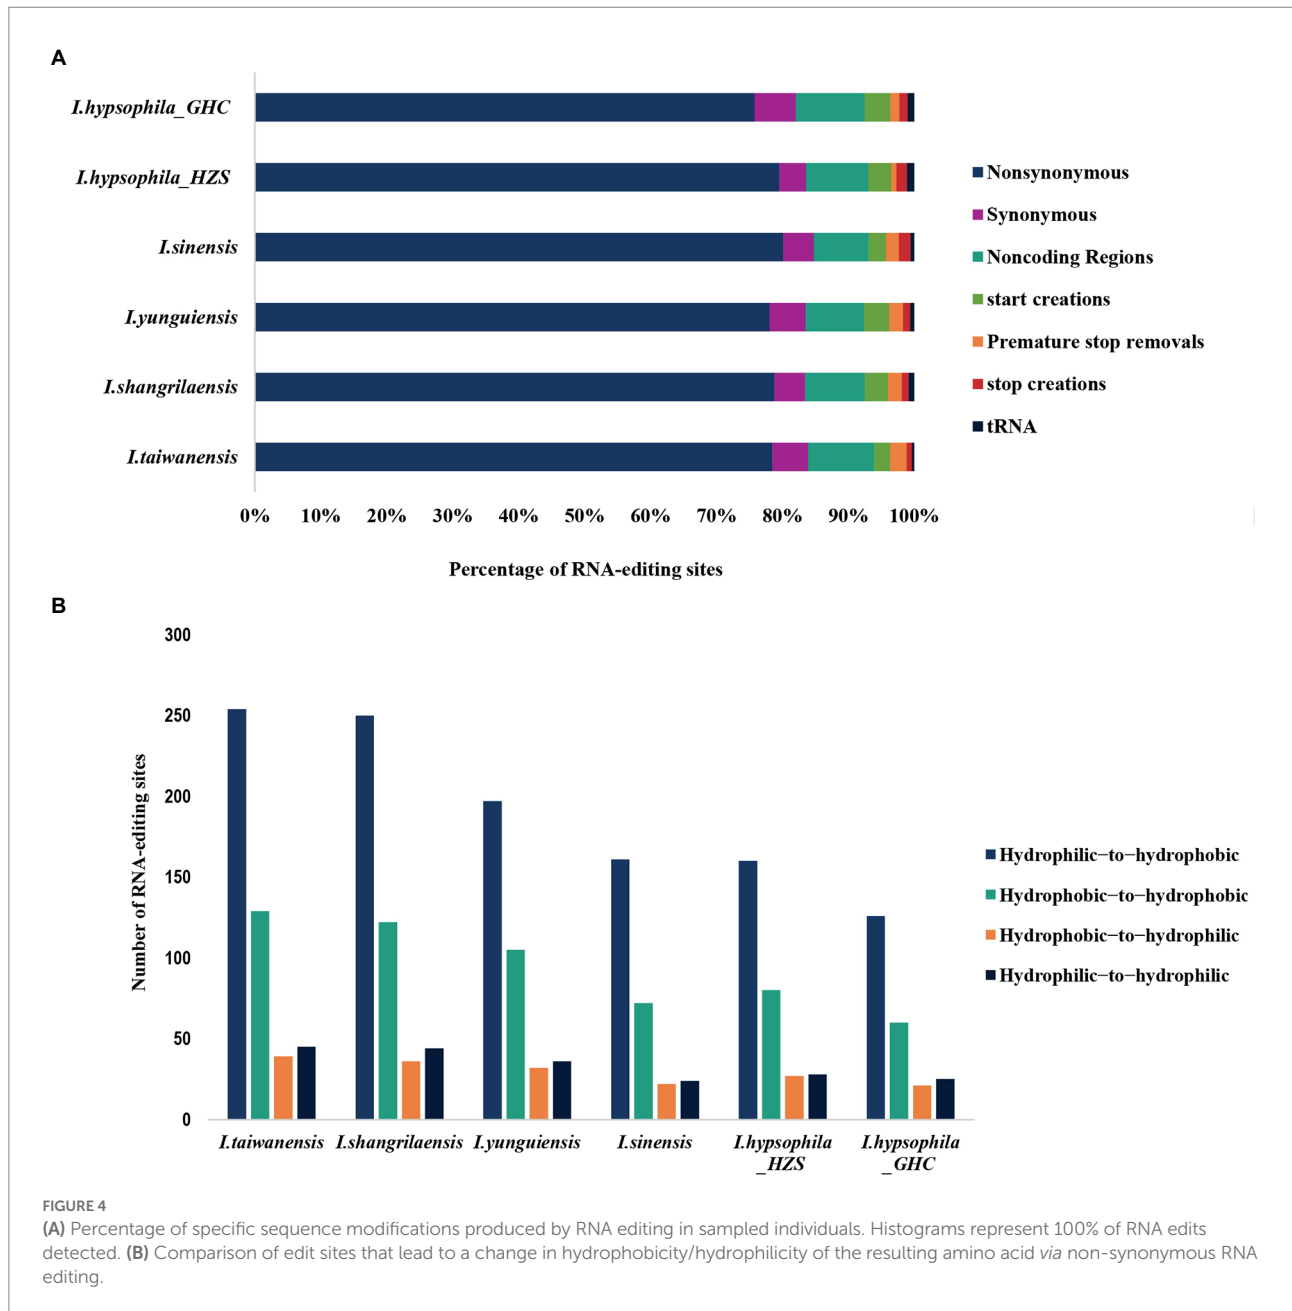 A
I.hypsophila_GHC
I.hypsophila_HZS
I.sinensis
I.yunguiensis
I.shangrilaensis
I.taiwanensis
0% 10% 20% 30% 40% 50% 60% 70% 80% 90% 100%
Percentage of RNA-editing sites
Nonsynonymous
Synonymous
Noncoding Regions
start creations
Premature stop removals
stop creations
tRNA
B
300
250
200
150
100
50
0
Number of RNA-editing sites
I.taiwanensis I.shangrilaensis I.yunguiensis I.sinensis I.hypsophila I.hypsophila
_HZS _GHC
Hydrophilic-to-hydrophobic
Hydrophobic-to-hydrophobic
Hydrophobic-to-hydrophilic
Hydrophilic-to-hydrophilic
FIGURE 4
(A) Percentage of specific sequence modifications produced by RNA editing in sampled individuals. Histograms represent 100% of RNA edits
detected. (B) Comparison of edit sites that lead to a change in hydrophobicity/hydrophilicity of the resulting amino acid via non-synonymous RNA
editing.